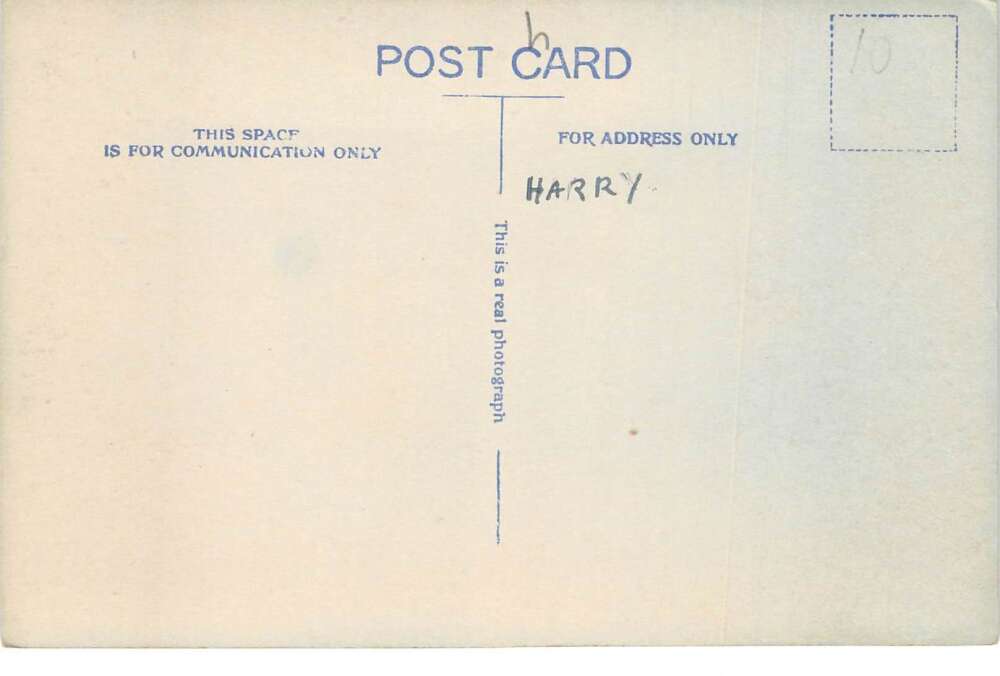 h
POST CARD
10
THIS SPACE
IS FOR COMMUNICATION ONLY
FOR ADDRESS ONLY
HARRY
This is a real photograph